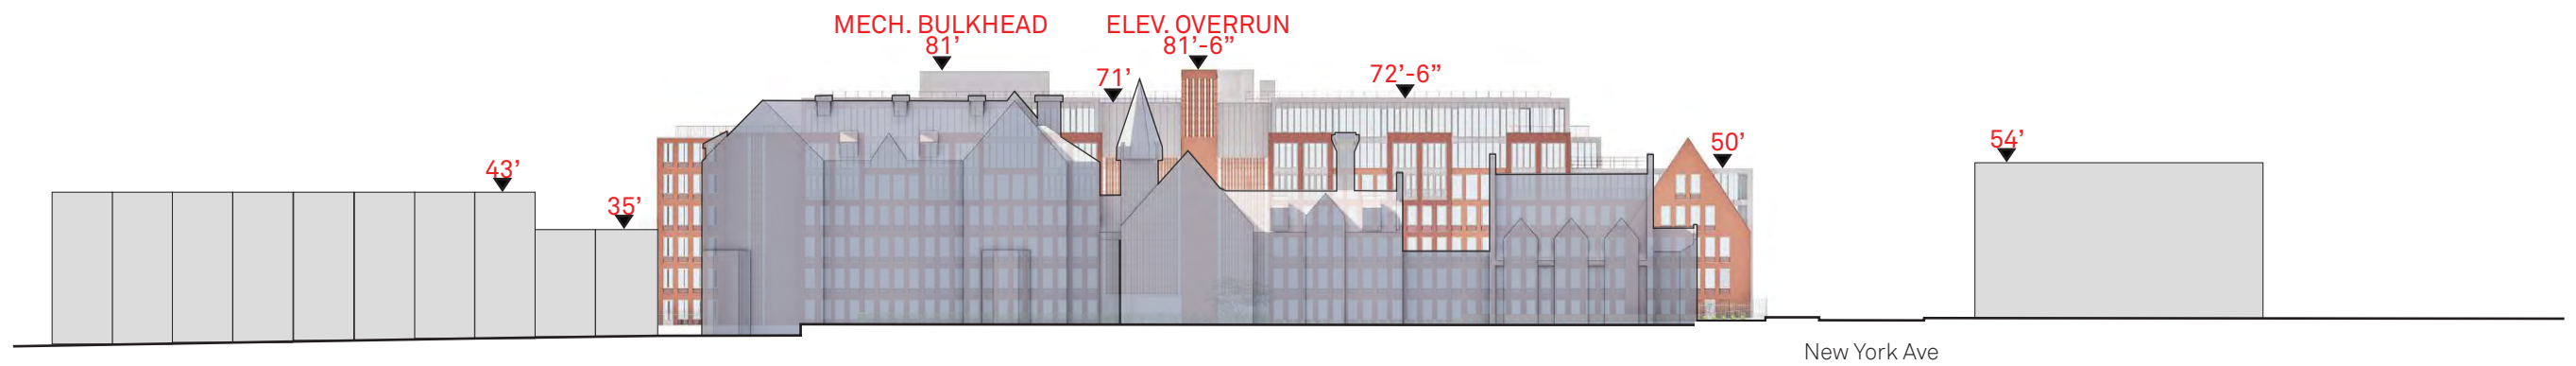 MECH. BULKHEAD
81’
ELEV. OVERRUN
81’-6”
71’
72’-6”
43’
35’
50’
54’
New York Ave